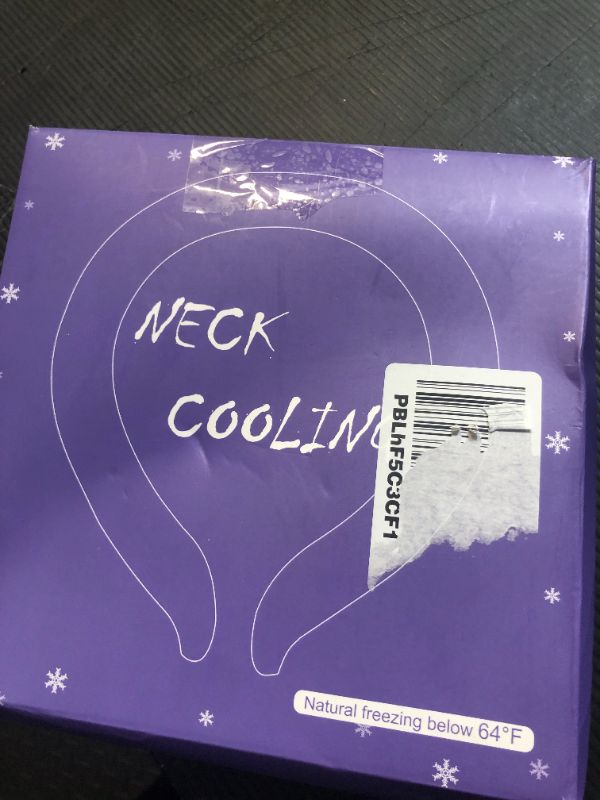 NECK
COOLING
PBLhF5C3CF1
Natural freezing below 64°F